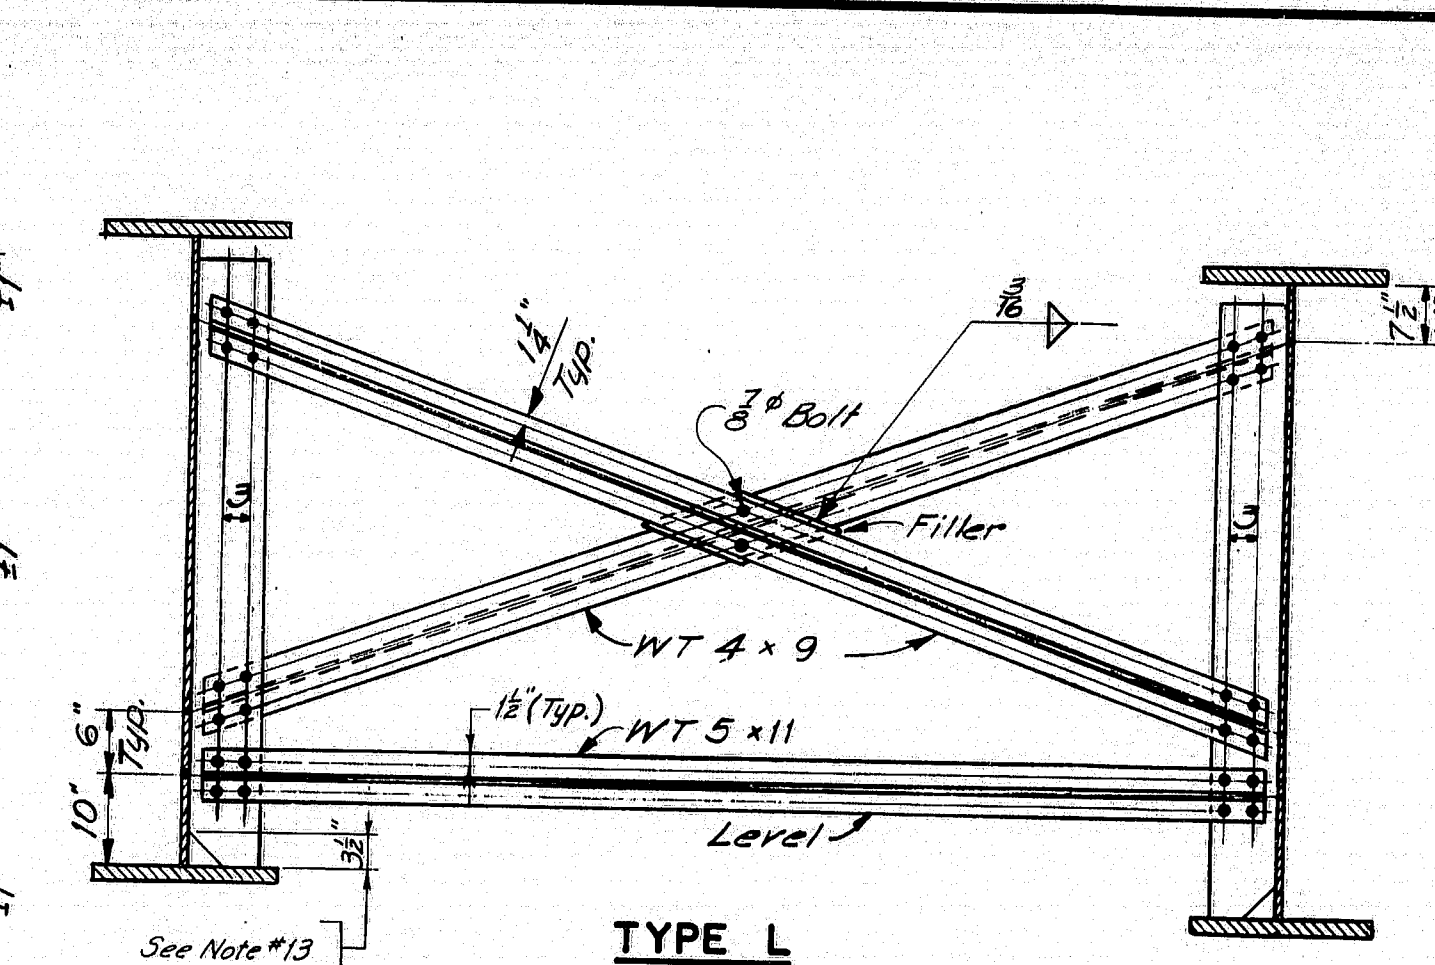 1 1/4"
Typ.
3/16
7 1/2"
7/8 ϕ Bolt
3"
3"
Filler
WT 4 x 9
6"
Typ.
1 1/2" (Typ.)
WT 5 x 11
10"
Level
3 1/2"
See Note #13
TYPE L